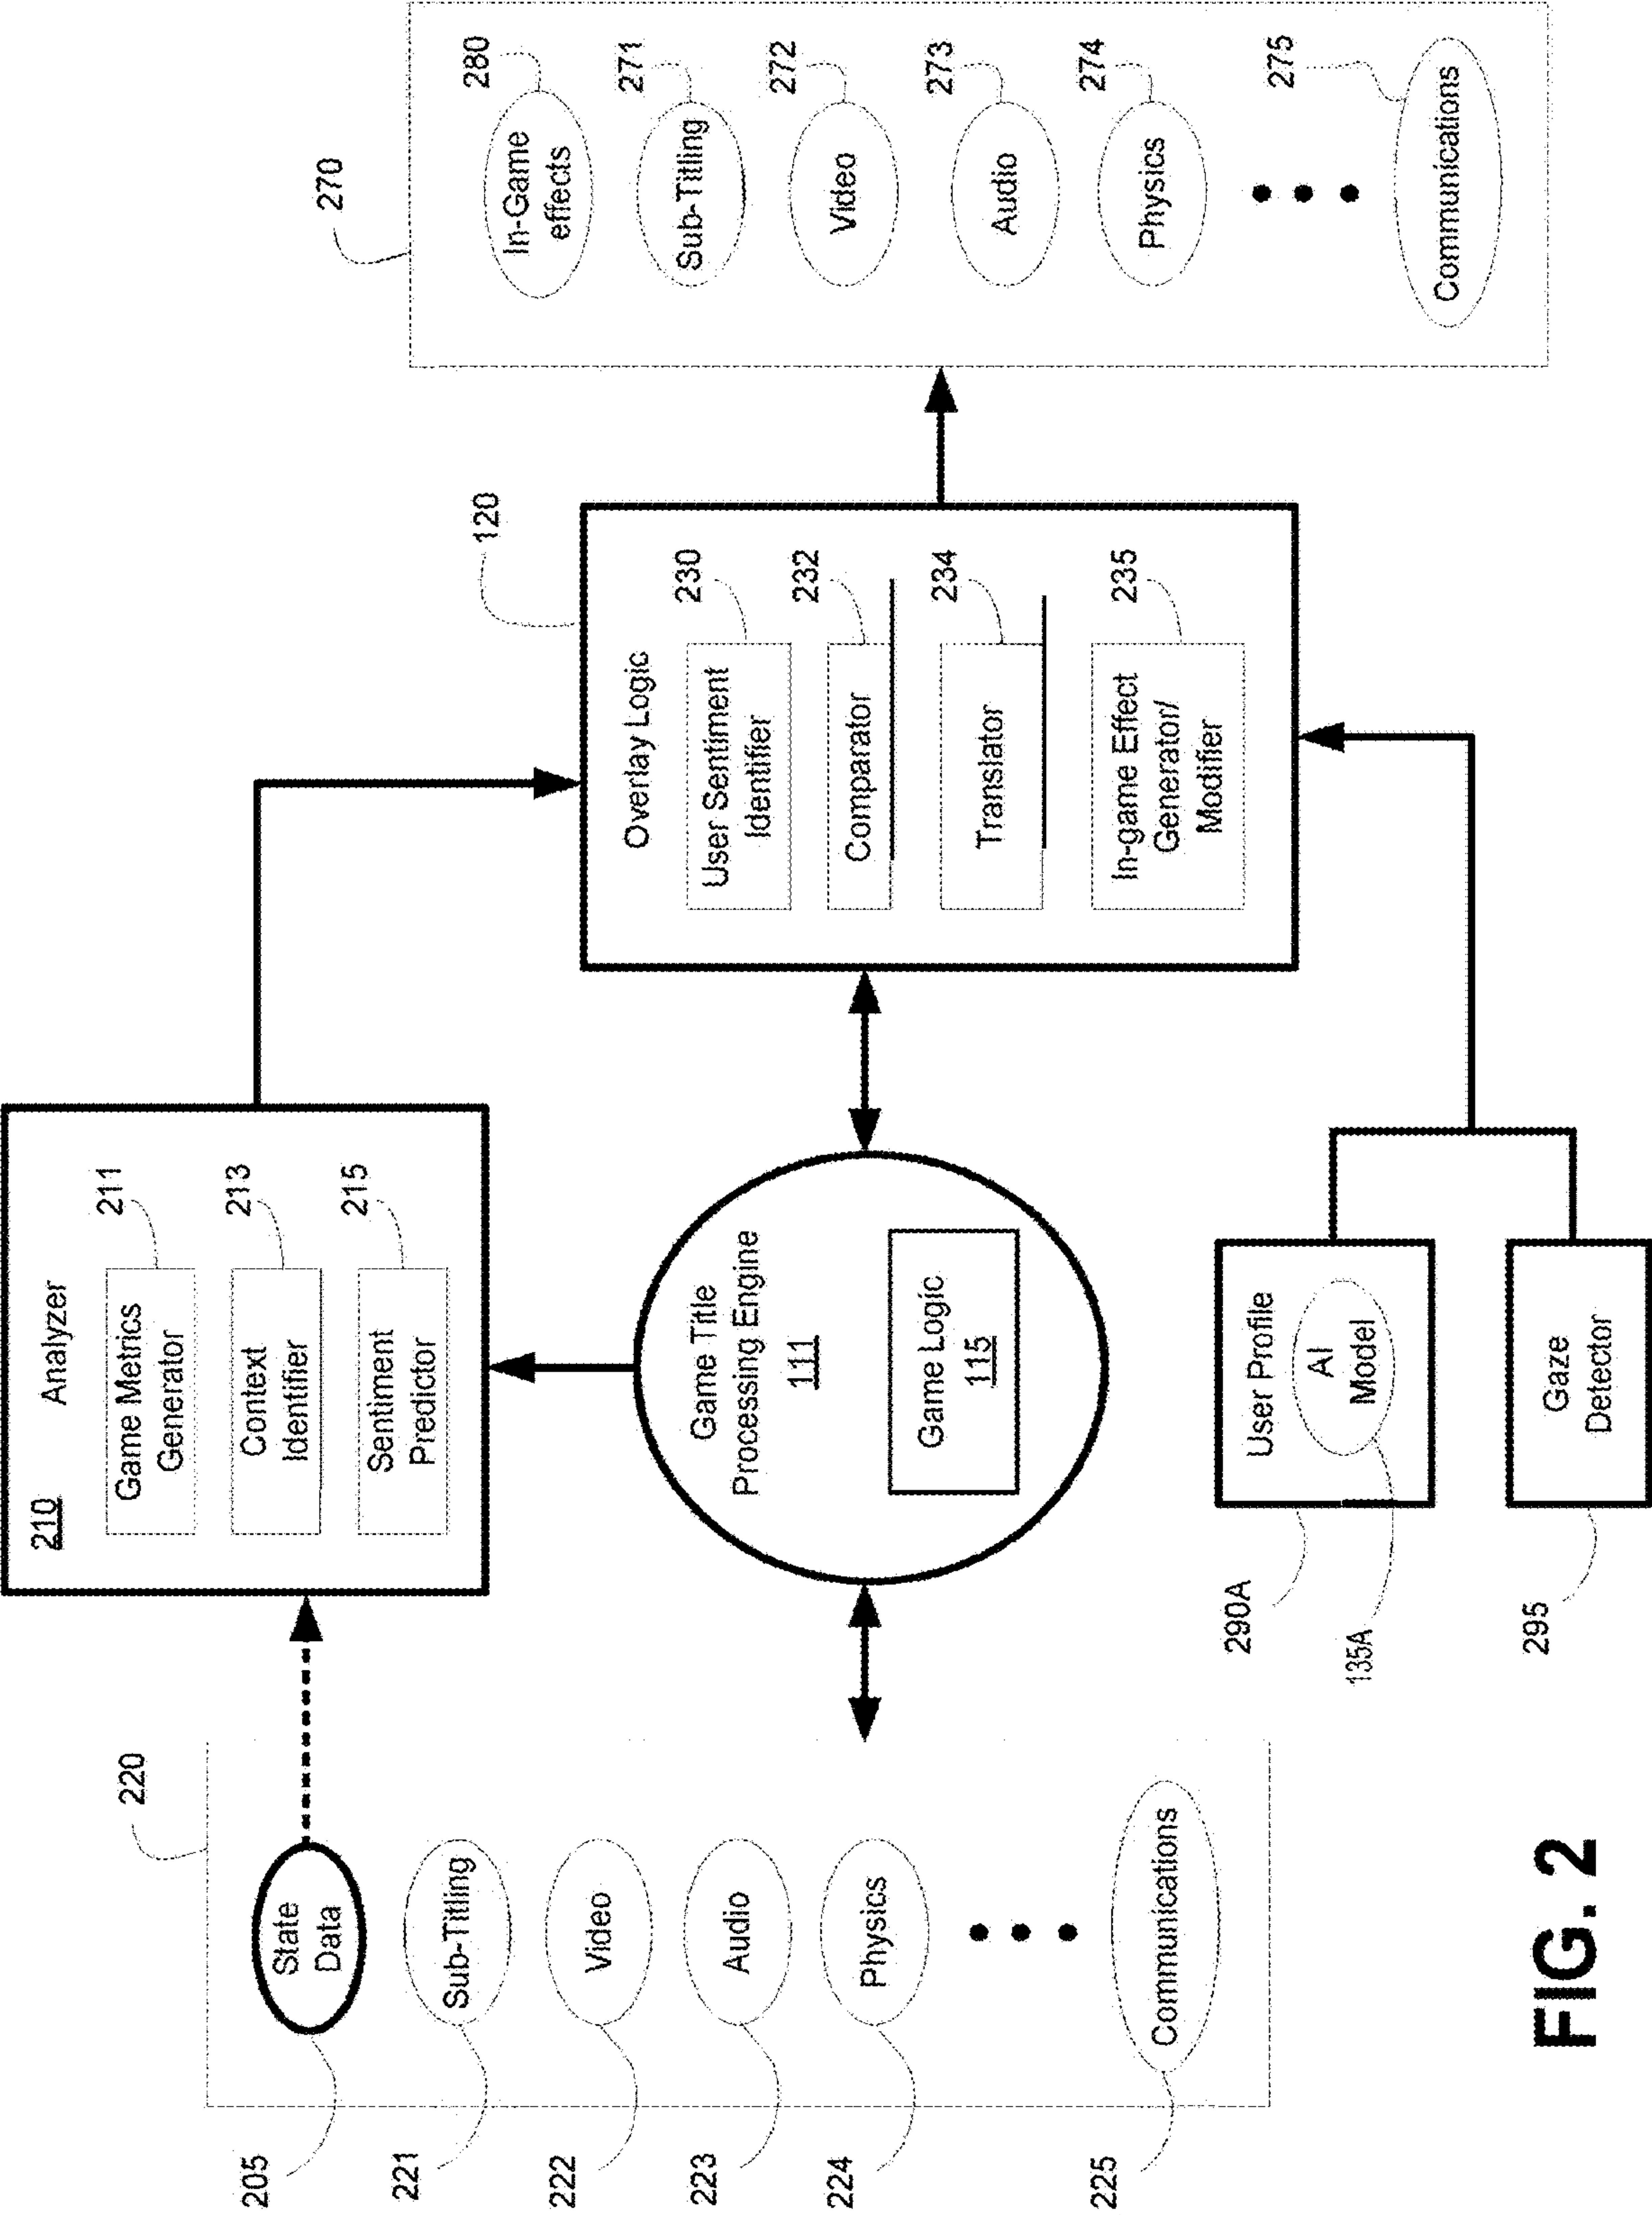 220
205
State
Data
221
Sub-Titling
222
Video
223
Audio
224
Physics
225
Communications
210
Analyzer
211
Game Metrics
Generator
213
Context
Identifier
215
Sentiment
Predictor
Game Title
Processing Engine
111
Game Logic
115
290A
User Profile
AI
Model
135A
295
Gaze
Detector
120
Overlay Logic
230
User Sentiment
Identifier
232
Comparator
234
Translator
235
In-game Effect
Generator/
Modifier
270
280
In-Game
effects
271
Sub-Titling
272
Video
273
Audio
274
Physics
275
Communications
FIG. 2